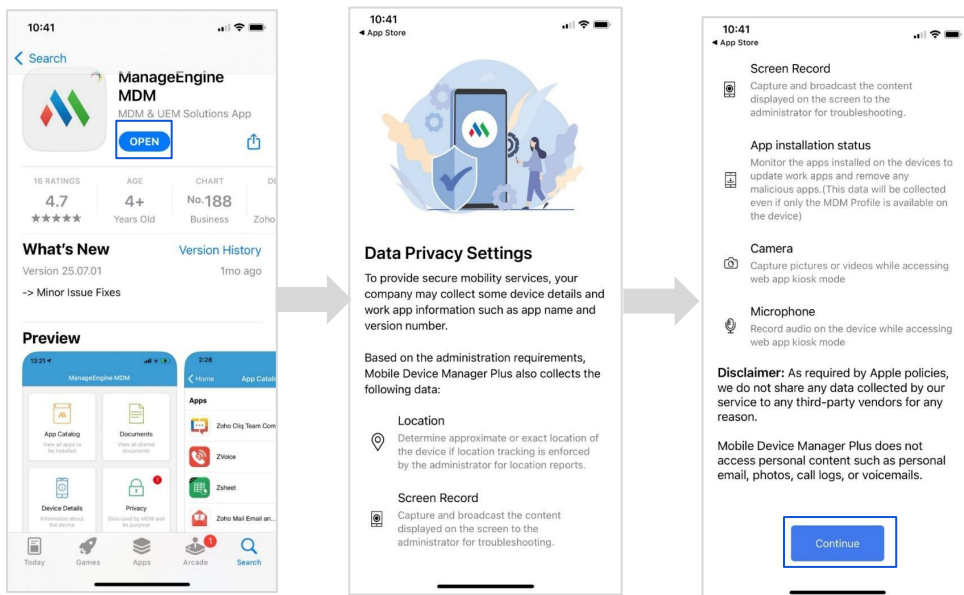 10:41
Search
ManageEngine
MDM
MDM & UEM Solutions App
OPEN
16 RATINGS
AGE
CHART
4.7
4+
No.188
★★★★★
Years Old
Business
Zoho
What's New
Version History
Version 25.07.01
1mo ago
-> Minor Issue Fixes
Preview
13:21
ManageEngine MDM
App Catalog
View all apps to
be installed
Documents
View all shared
documents
Device Details
Information about
the device
1
Privacy
Data used by MDM and
its purpose
2:28
Home
App Catal
Apps
Zoho Cliq Team Com
ZVoice
Zsheet
Zoho Mail Email an...
Today
Games
Apps
1
Arcade
Search
10:41
◀ App Store
Data Privacy Settings
To provide secure mobility services, your
company may collect some device details and
work app information such as app name and
version number.
Based on the administration requirements,
Mobile Device Manager Plus also collects the
following data:
Location
Determine approximate or exact location of
the device if location tracking is enforced
by the administrator for location reports.
Screen Record
Capture and broadcast the content
displayed on the screen to the
administrator for troubleshooting.
10:41
◀ App Store
Screen Record
Capture and broadcast the content
displayed on the screen to the
administrator for troubleshooting.
App installation status
Monitor the apps installed on the devices to
update work apps and remove any
malicious apps.(This data will be collected
even if only the MDM Profile is available on
the device)
Camera
Capture pictures or videos while accessing
web app kiosk mode
Microphone
Record audio on the device while accessing
web app kiosk mode
Disclaimer: As required by Apple policies,
we do not share any data collected by our
service to any third-party vendors for any
reason.
Mobile Device Manager Plus does not
access personal content such as personal
email, photos, call logs, or voicemails.
Continue